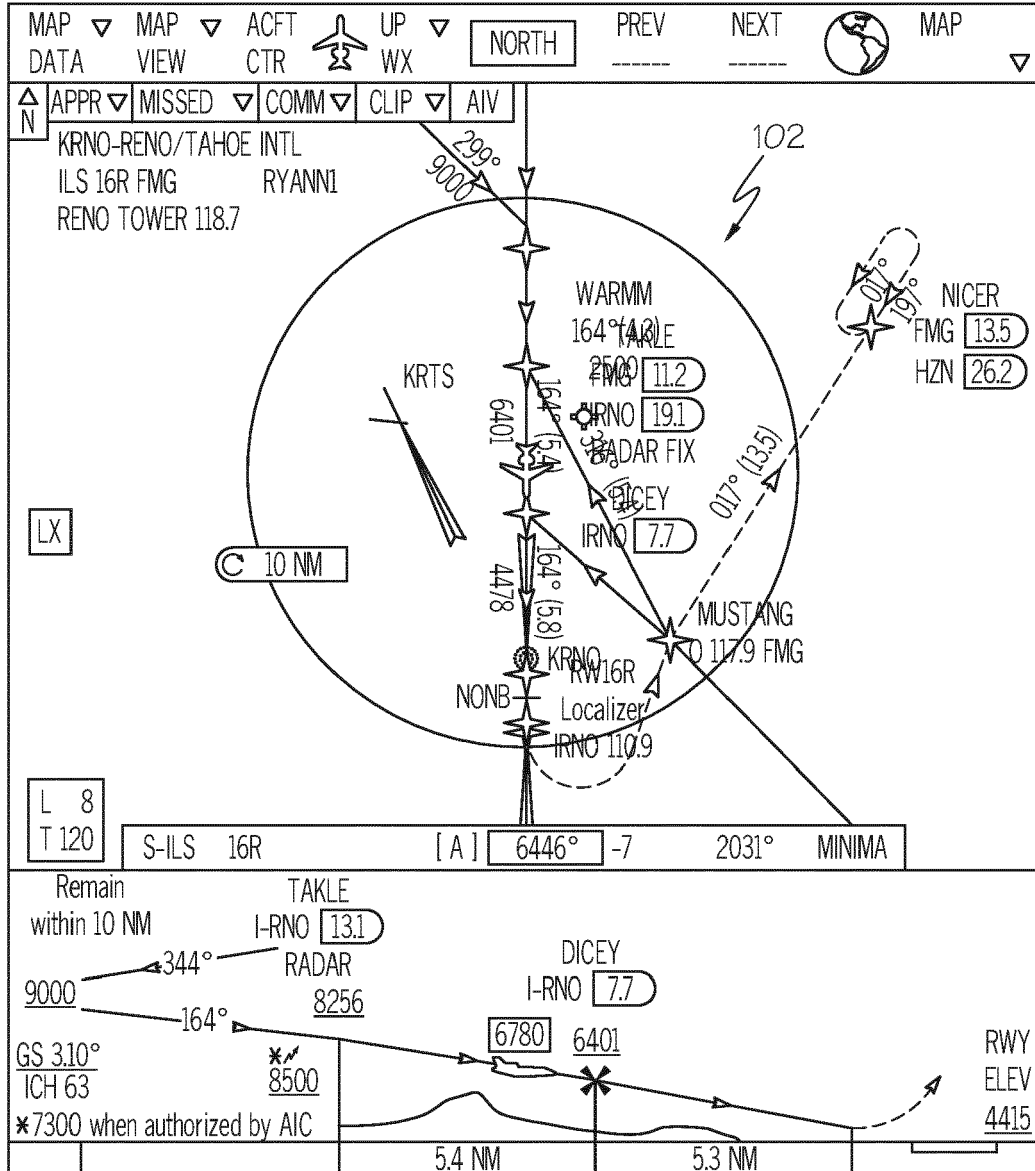 MAP MAP ACFT UP NORTH PREV NEXT MAP
DATA VIEW CTR WX ------ ------
N APPR MISSED COMM CLIP AIV
KRNO-RENO/TAHOE INTL
ILS 16R FMG RYANN1
RENO TOWER 118.7
299°
9000
102
WARMM
164° (4.3)
TAKLE
2500
FMG 11.2
IRNO 19.1
RADAR FIX
KRTS
6401
164° (5.4)
017°
197°
NICER
FMG 13.5
HZN 26.2
017° (13.5)
DICEY
IRNO 7.7
LX
10 NM
4478
164° (5.8)
MUSTANG
O 117.9 FMG
KRNO
RW16R
NONB
Localizer
IRNO 110.9
L 8
T 120
S-ILS 16R [ A ] 6446° -7 2031° MINIMA
Remain
within 10 NM
TAKLE
I-RNO 13.1
RADAR
8256
344°
9000
164°
DICEY
I-RNO 7.7
6780
6401
GS 3.10°
ICH 63
*
8500
*7300 when authorized by AIC
RWY
ELEV
4415
5.4 NM 5.3 NM